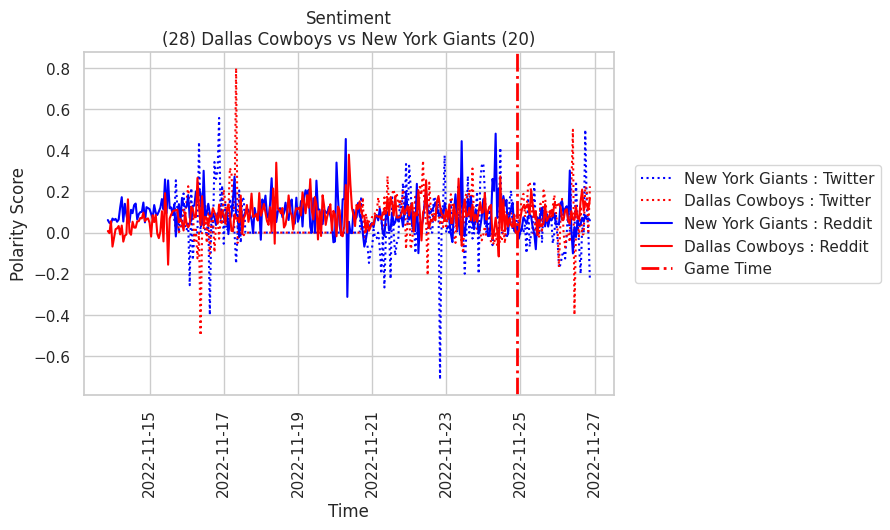 Sentiment
(28) Dallas Cowboys vs New York Giants (20)
Polarity Score
0.8
0.6
0.4
0.2
0.0
−0.2
−0.4
−0.6
2022-11-15
2022-11-17
2022-11-19
2022-11-21
2022-11-23
2022-11-25
2022-11-27
Time
New York Giants : Twitter
Dallas Cowboys : Twitter
New York Giants : Reddit
Dallas Cowboys : Reddit
Game Time